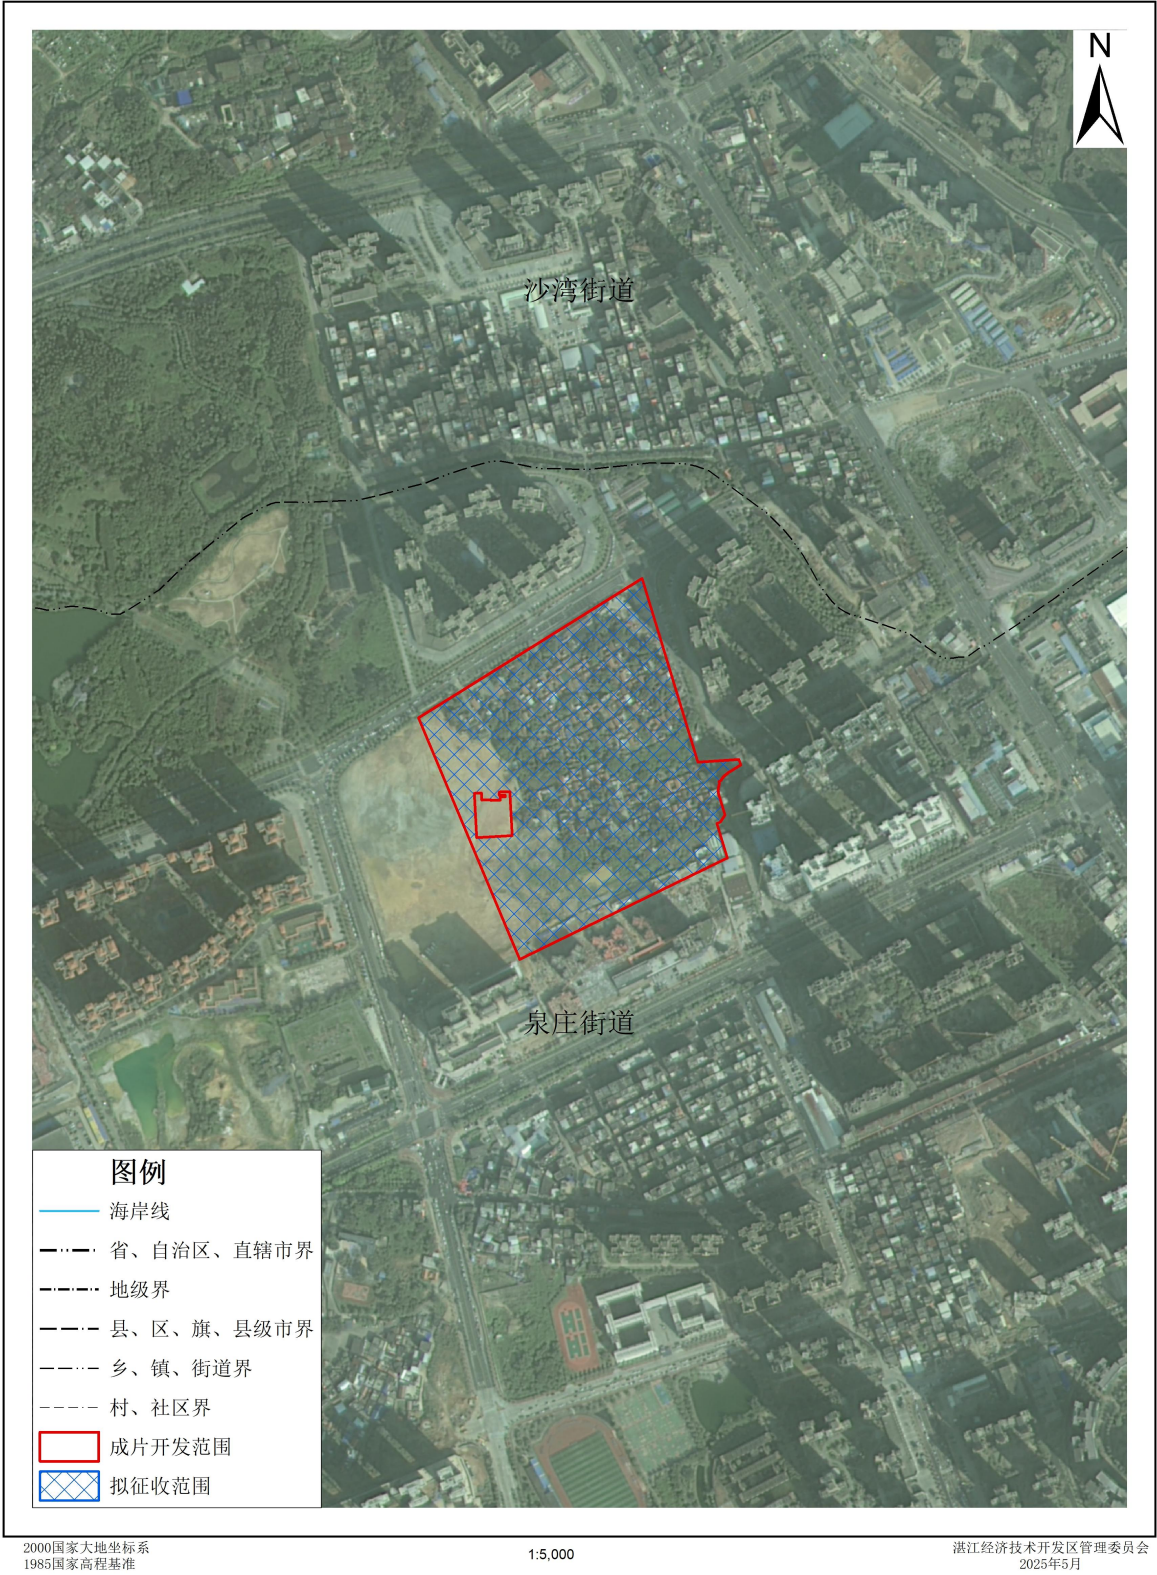 N
沙湾街道
泉庄街道
图例
海岸线
省、自治区、直辖市界
地级界
县、区、旗、县级市界
乡、镇、街道界
村、社区界
成片开发范围
拟征收范围
2000国家大地坐标系
1985国家高程基准
1:5,000
湛江经济技术开发区管理委员会
2025年5月